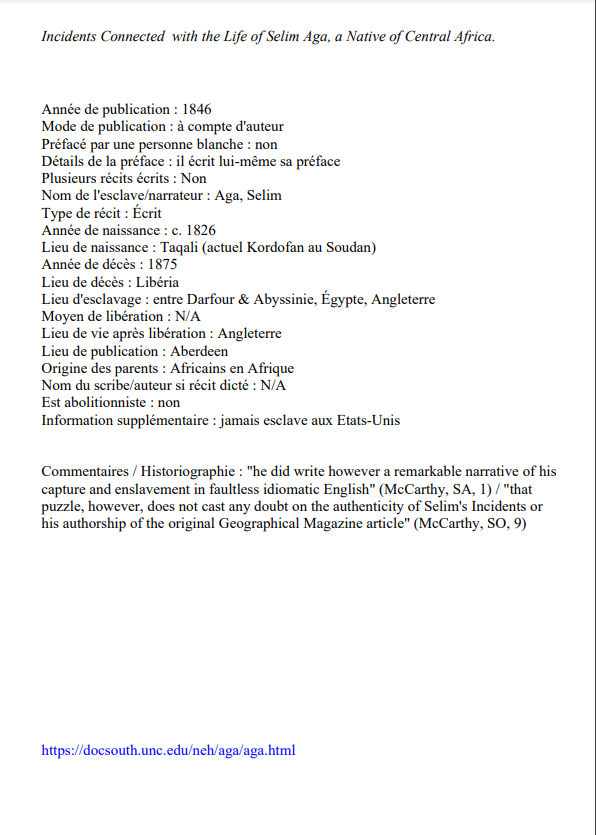 Incidents Connected with the Life of Selim Aga, a Native of Central Africa.
Année de publication : 1846
Mode de publication : à compte d'auteur
Préfacé par une personne blanche : non
Détails de la préface : il écrit lui-même sa préface
Plusieurs récits écrits : Non
Nom de l'esclave/narrateur : Aga, Selim
Type de récit : Écrit
Année de naissance : c. 1826
Lieu de naissance : Taqali (actuel Kordofan au Soudan)
Année de décès : 1875
Lieu de décès : Libéria
Lieu d'esclavage : entre Darfour & Abyssinie, Égypte, Angleterre
Moyen de libération : N/A
Lieu de vie après libération : Angleterre
Lieu de publication : Aberdeen
Origine des parents : Africains en Afrique
Nom du scribe/auteur si récit dicté : N/A
Est abolitionniste : non
Information supplémentaire : jamais esclave aux Etats-Unis
Commentaires / Historiographie : "he did write however a remarkable narrative of his
capture and enslavement in faultless idiomatic English" (McCarthy, SA, 1) / "that
puzzle, however, does not cast any doubt on the authenticity of Selim's Incidents or
his authorship of the original Geographical Magazine article" (McCarthy, SO, 9)
https://docsouth.unc.edu/neh/aga/aga.html